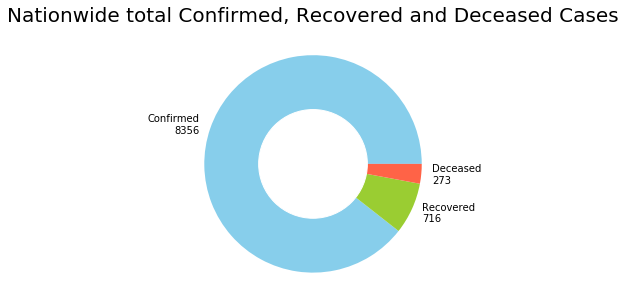 Nationwide total Confirmed, Recovered and Deceased Cases
Confirmed
8356
Deceased
273
Recovered
716